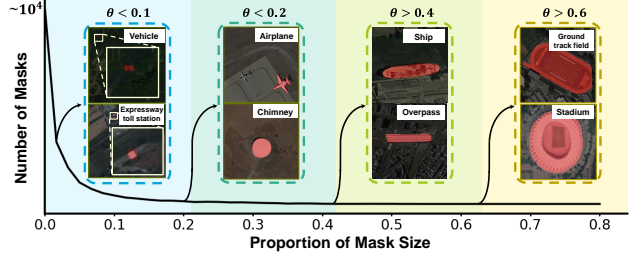 ~10⁴
θ < 0.1
θ < 0.2
θ > 0.4
θ > 0.6
Vehicle
Airplane
Ship
Ground
track field
Expressway
toll station
Chimney
Overpass
Stadium
Number of Masks
0.0 0.1 0.2 0.3 0.4 0.5 0.6 0.7 0.8
Proportion of Mask Size